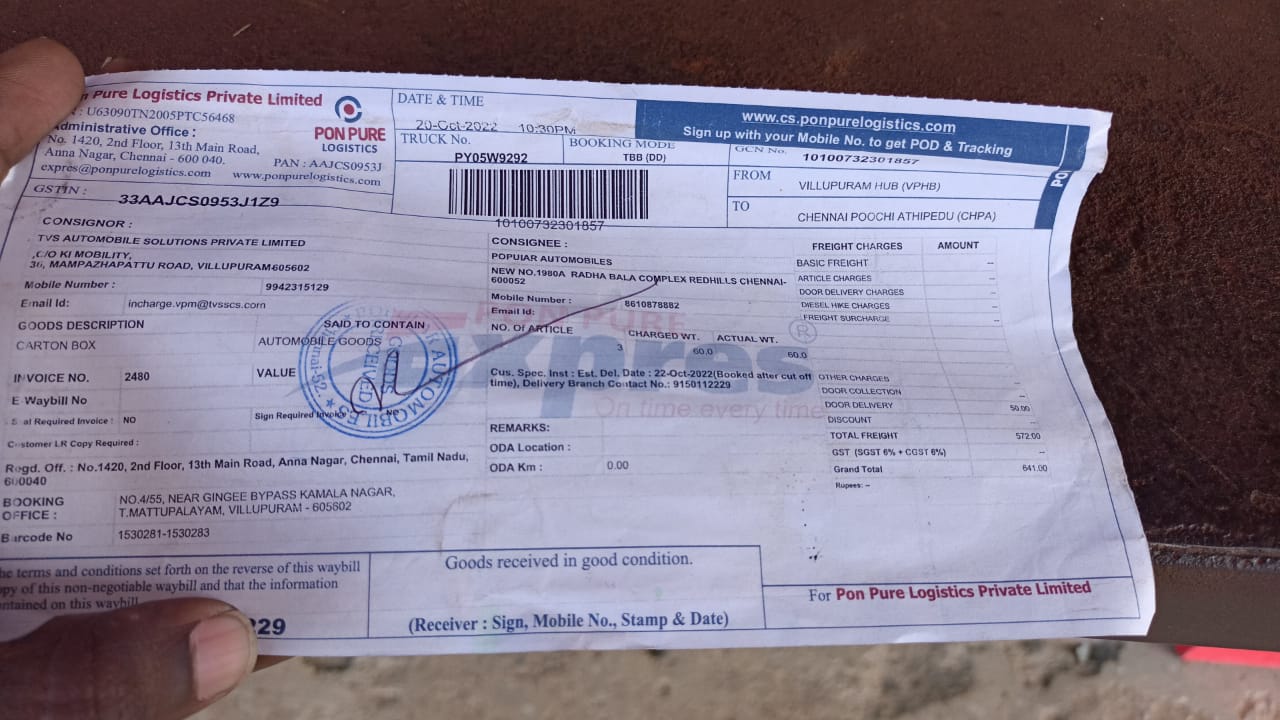 Pon Pure Logistics Private Limited
: U63090TN2005PTC56468
Administrative Office :
No. 1420, 2nd Floor, 13th Main Road,
Anna Nagar, Chennai - 600 040.
PAN : AAJCS0953J
expres@ponpurelogistics.com www.ponpurelogistics.com
PON PURE
LOGISTICS
GSTIN : 33AAJCS0953J1Z9
DATE & TIME
20-Oct-2022 10:30PM
TRUCK No.
PY05W9292
BOOKING MODE
TBB (DD)
10100732301857
www.cs.ponpurelogistics.com
Sign up with your Mobile No. to get POD & Tracking
GCN No. 10100732301857
FROM VILLUPURAM HUB (VPHB)
TO CHENNAI POOCHI ATHIPEDU (CHPA)
PO
CONSIGNOR :
TVS AUTOMOBILE SOLUTIONS PRIVATE LIMITED
,C/O KI MOBILITY,
36, MAMPAZHAPATTU ROAD, VILLUPURAM605602
Mobile Number : 9942315129
Email Id: incharge.vpm@tvsscs.com
GOODS DESCRIPTION SAID TO CONTAIN
CARTON BOX AUTOMOBILE GOODS
INVOICE NO. 2480 VALUE
E-Waybill No
Required Invoice : NO Sign Required Invoice NO
Customer LR Copy Required :
Regd. Off. : No.1420, 2nd Floor, 13th Main Road, Anna Nagar, Chennai, Tamil Nadu,
600040
BOOKING OFFICE : NO.4/55, NEAR GINGEE BYPASS KAMALA NAGAR,
T.MATTUPALAYAM, VILLUPURAM - 605602
Barcode No 1530281-1530283
CONSIGNEE :
POPULAR AUTOMOBILES
NEW NO.1980A RADHA BALA COMPLEX REDHILLS CHENNAI-
600052
Mobile Number : 8610878882
Email Id:
NO. Of ARTICLE CHARGED WT. ACTUAL WT.
3 60.0 60.0
Cus. Spec. Inst : Est. Del. Date : 22-Oct-2022(Booked after cut off
time), Delivery Branch Contact No.: 9150112229
REMARKS:
ODA Location :
ODA Km : 0.00
PON PURE
Expres ®
On time every time
AUTOMOBILE
RECEIVED
Chennai-52.
FREIGHT CHARGES AMOUNT
BASIC FREIGHT --
ARTICLE CHARGES --
DOOR DELIVERY CHARGES --
DIESEL HIKE CHARGES --
FREIGHT SURCHARGE --
OTHER CHARGES --
DOOR COLLECTION --
DOOR DELIVERY 50.00
DISCOUNT --
TOTAL FREIGHT 572.00
GST (SGST 6% + CGST 6%) --
Grand Total 641.00
Rupees: --
the terms and conditions set forth on the reverse of this waybill
copy of this non-negotiable waybill and that the information
contained on this waybill
229
Goods received in good condition.
(Receiver : Sign, Mobile No., Stamp & Date)
For Pon Pure Logistics Private Limited